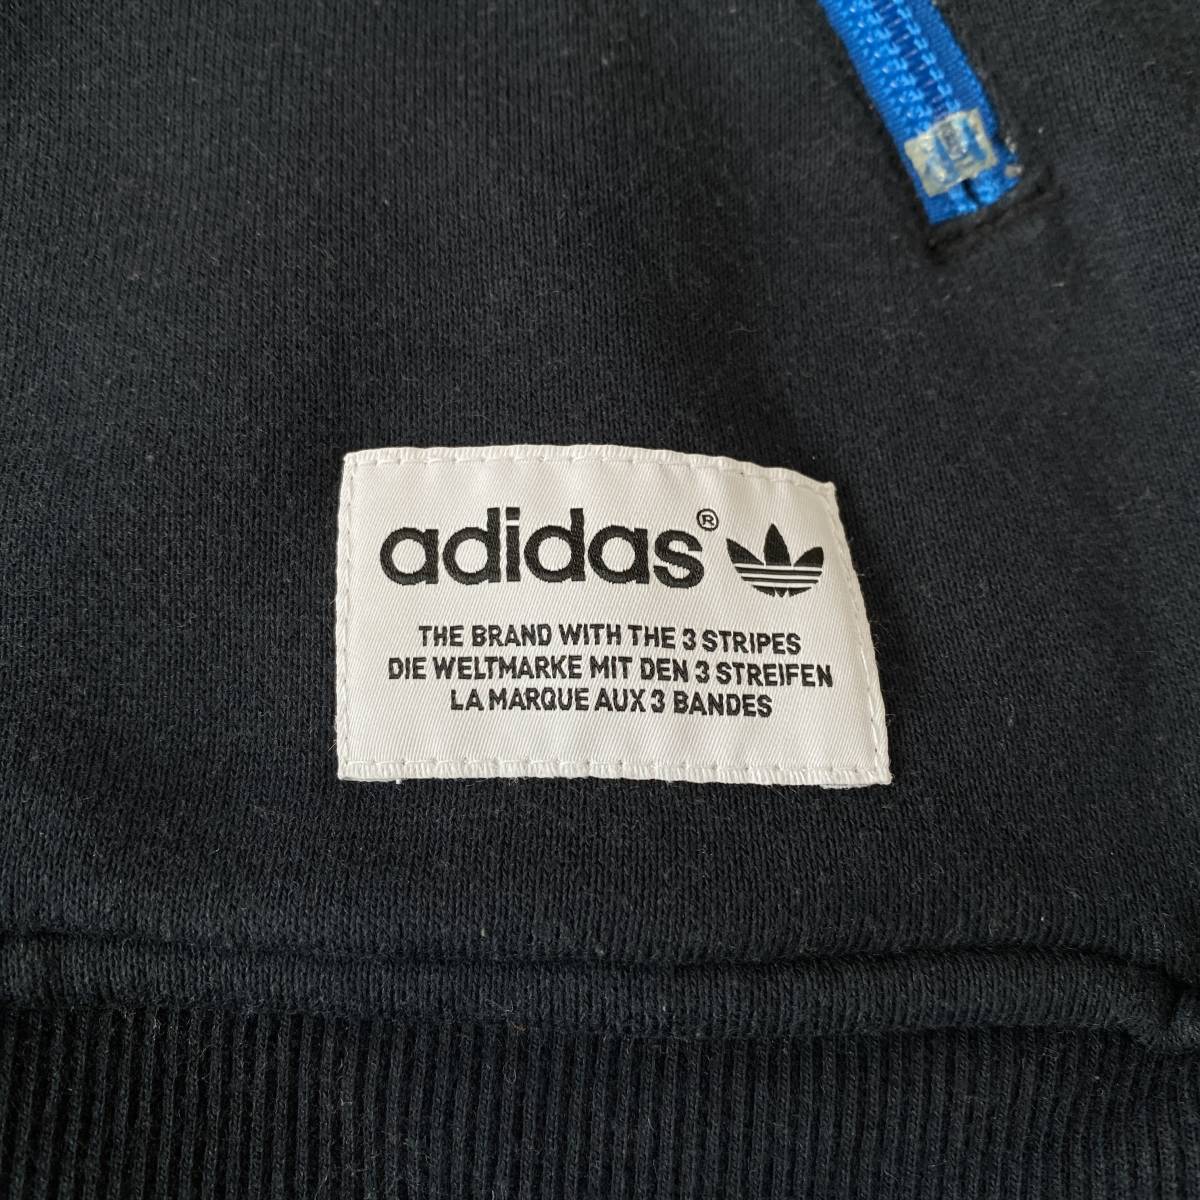 adidas®
THE BRAND WITH THE 3 STRIPES
DIE WELTMARKE MIT DEN 3 STREIFEN
LA MARQUE AUX 3 BANDES